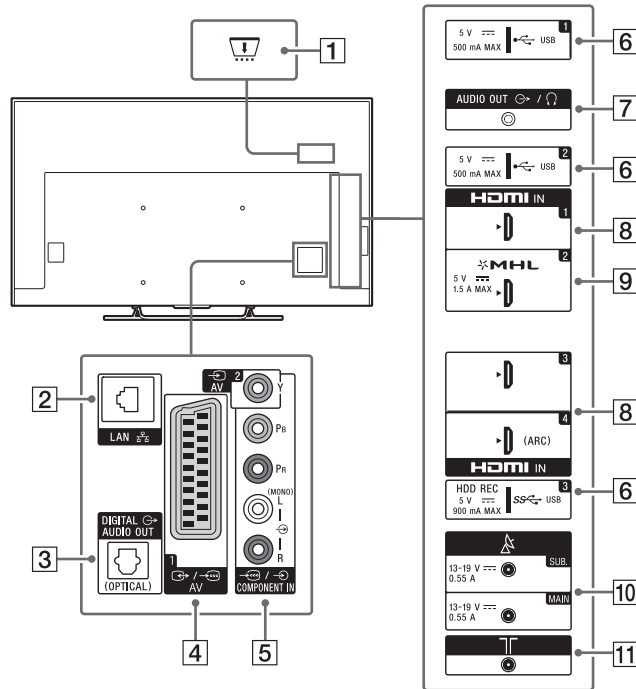 1
5 V
500 mA MAX
USB
1
6
AUDIO OUT /
7
5 V
500 mA MAX
USB
2
6
HDMI IN
1
8
MHL
2
5 V
1.5 A MAX
9
3
8
4
(ARC)
HDMI IN
HDD REC
3
5 V
900 mA MAX
SS USB
6
SUB.
13-19 V
0.55 A
10
MAIN
13-19 V
0.55 A
11
2
LAN
DIGITAL
AUDIO OUT
(OPTICAL)
3
1
/
AV
4
AV
2
Y
PB
PR
(MONO)
L
R
/
COMPONENT IN
5